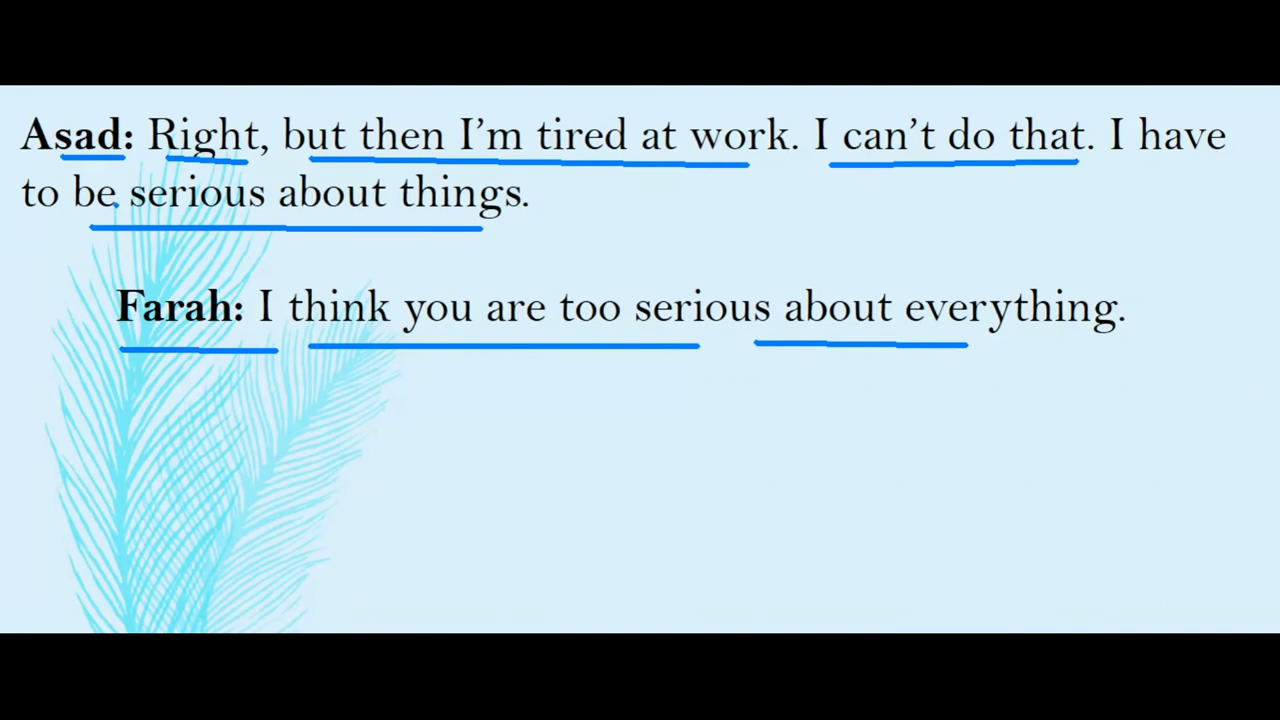 Asad: Right, but then I’m tired at work. I can’t do that. I have
to be serious about things.
Farah: I think you are too serious about everything.